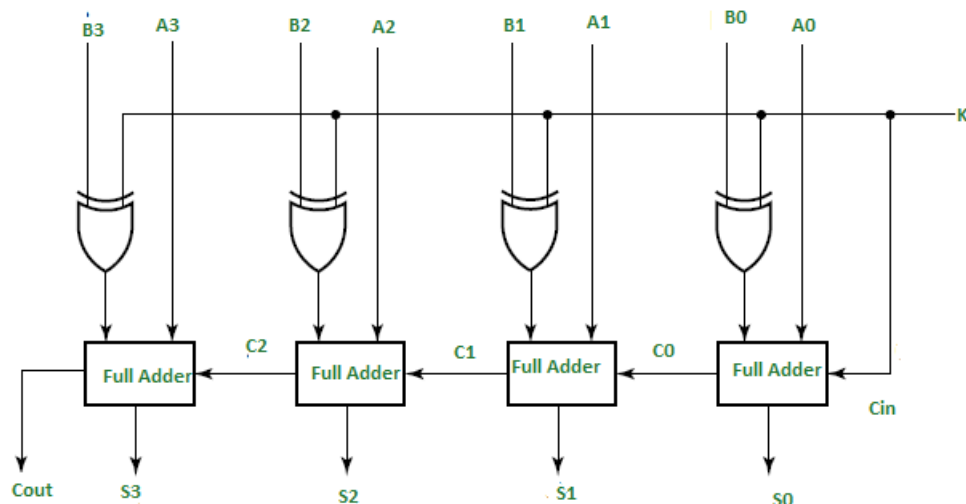 B3 A3 B2 A2 B1 A1 B0 A0
K
C2 C1 C0
Full Adder Full Adder Full Adder Full Adder
Cin
Cout S3 S2 S1 S0